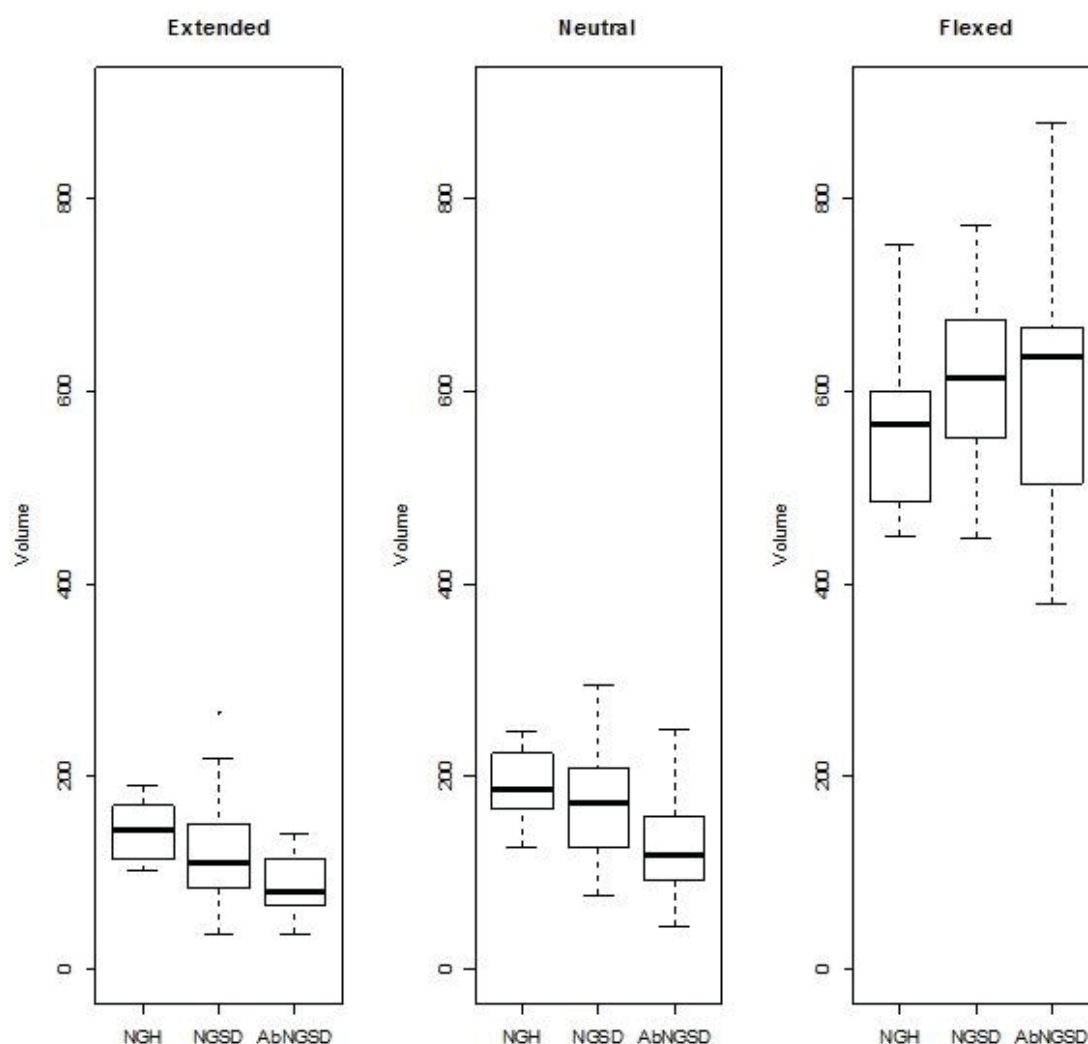 Extended Neutral Flexed
800 800 800
600 600 600
Volume Volume Volume
400 400 400
200 200 200
0 0 0
NGH NGSD AbNGSD NGH NGSD AbNGSD NGH NGSD AbNGSD